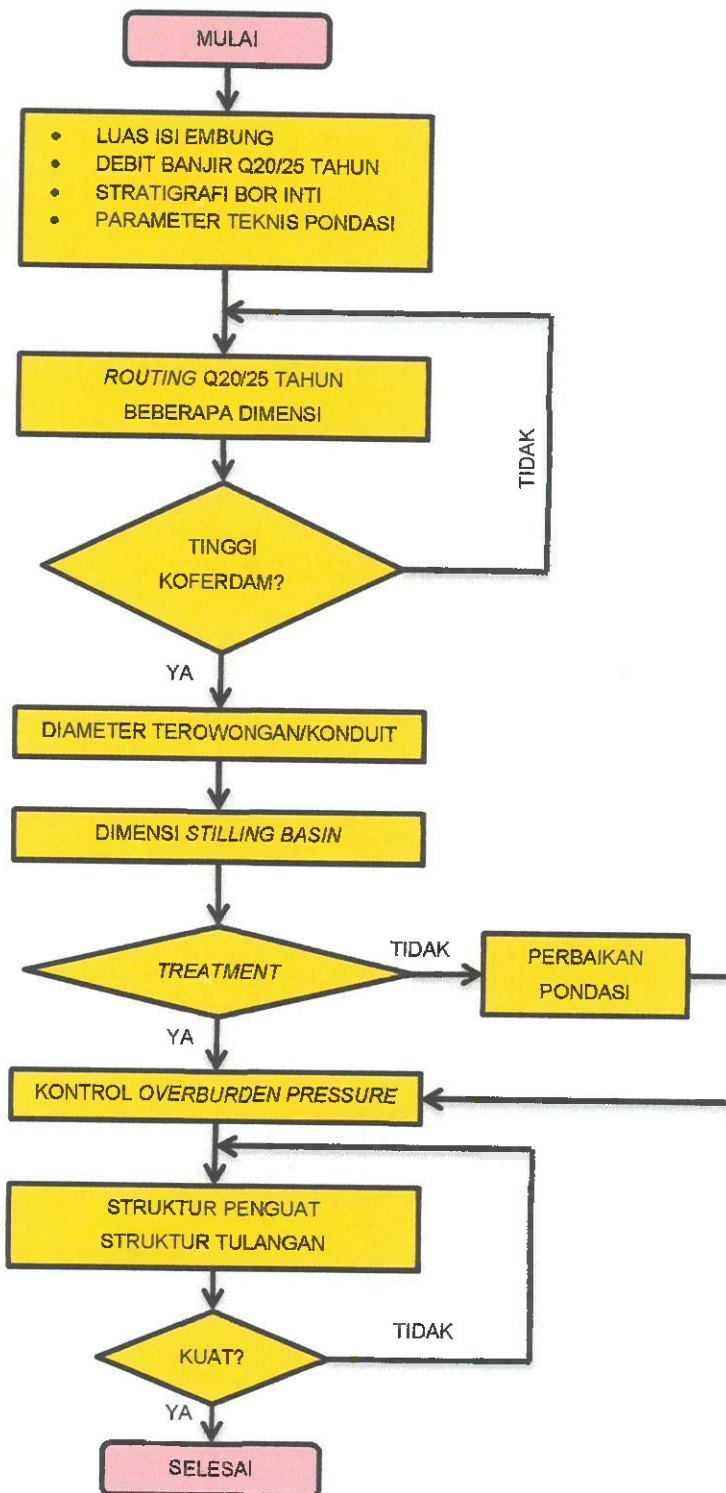 MULAI
• LUAS ISI EMBUNG
• DEBIT BANJIR Q20/25 TAHUN
• STRATIGRAFI BOR INTI
• PARAMETER TEKNIS PONDASI
ROUTING Q20/25 TAHUN
BEBERAPA DIMENSI
TIDAK
TINGGI
KOFERDAM?
YA
DIAMETER TEROWONGAN/KONDUIT
DIMENSI STILLING BASIN
TREATMENT
TIDAK
PERBAIKAN
PONDASI
YA
KONTROL OVERBURDEN PRESSURE
STRUKTUR PENGUAT
STRUKTUR TULANGAN
KUAT?
TIDAK
YA
SELESAI